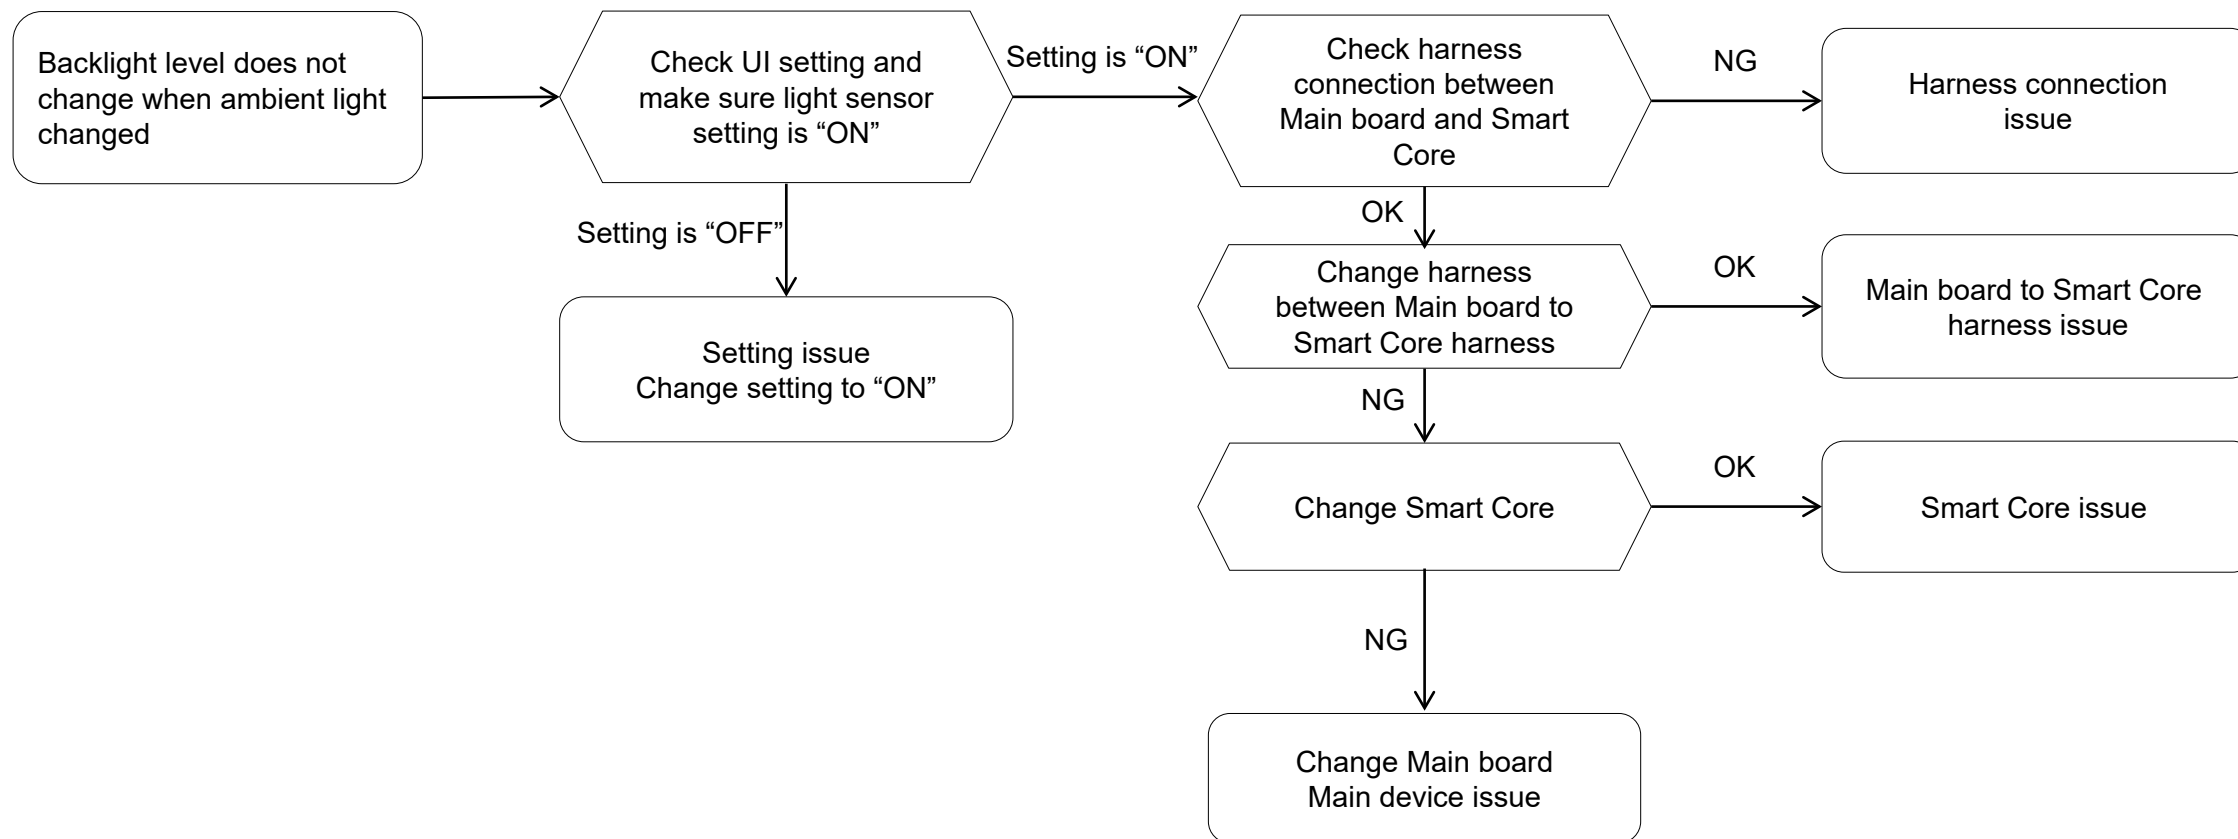 Backlight level does not
change when ambient light
changed
Check UI setting and
make sure light sensor
setting is “ON”
Setting is “ON”
Check harness
connection between
Main board and Smart
Core
NG
Harness connection
issue
Setting is “OFF”
Setting issue
Change setting to “ON”
OK
Change harness
between Main board to
Smart Core harness
OK
Main board to Smart Core
harness issue
NG
Change Smart Core
OK
Smart Core issue
NG
Change Main board
Main device issue